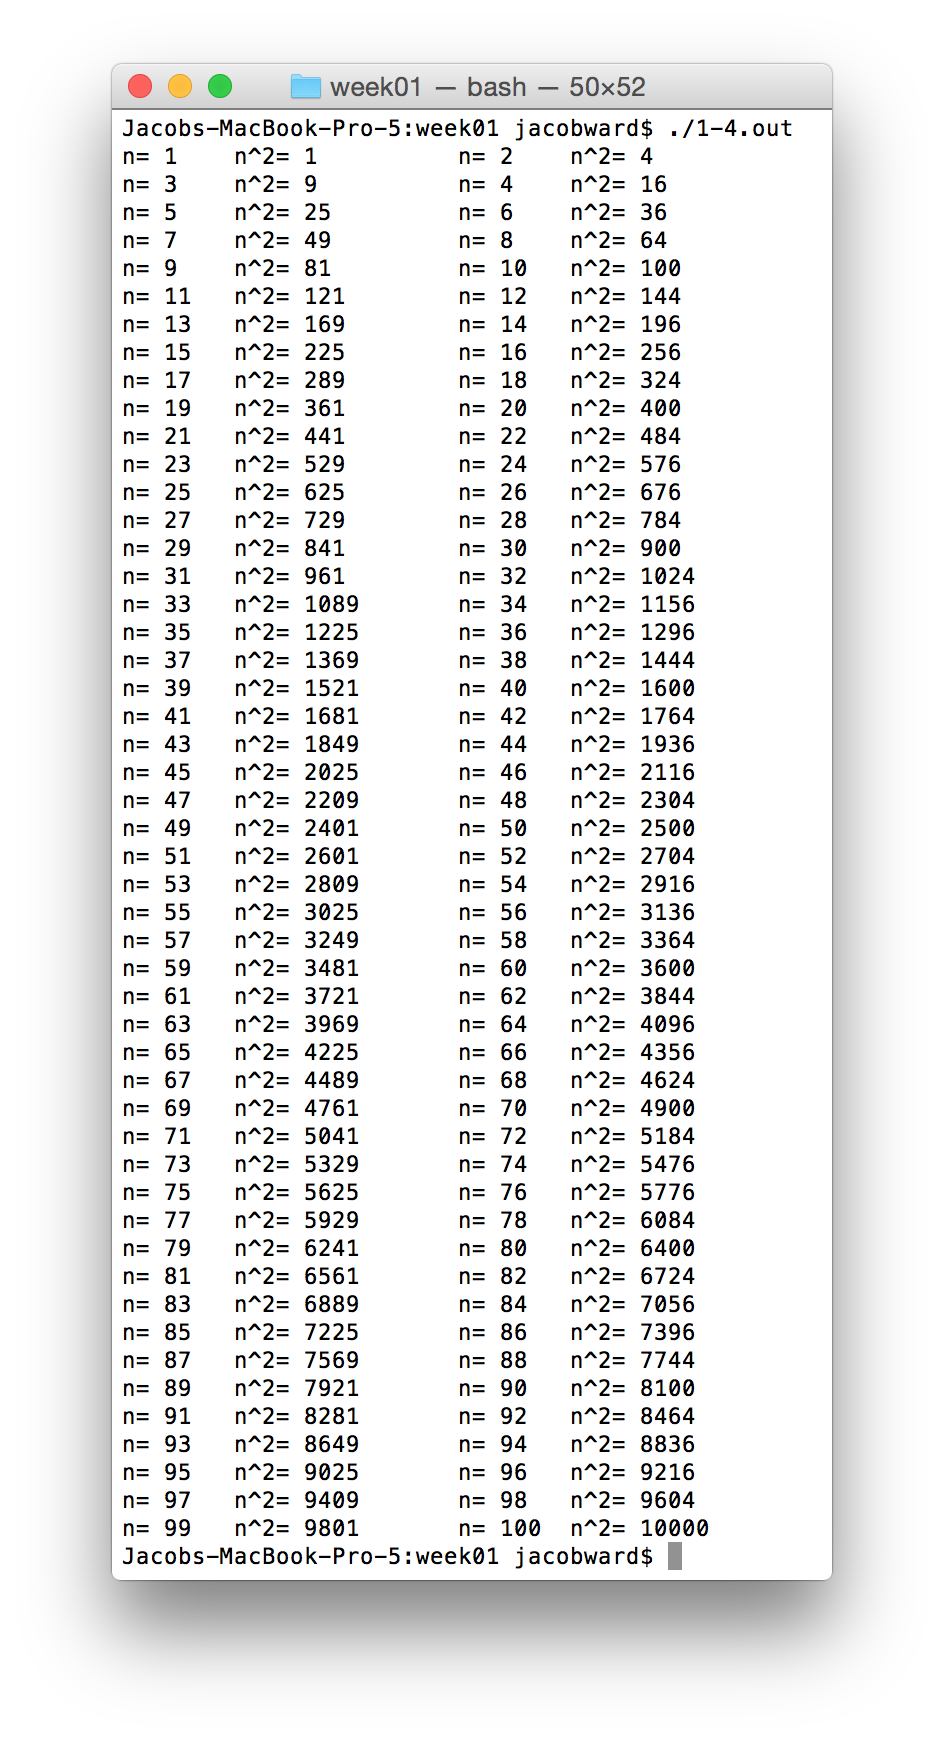 week01 — bash — 50×52
Jacobs-MacBook-Pro-5:week01 jacobward$ ./1-4.out
n= 1    n^2= 1          n= 2    n^2= 4
n= 3    n^2= 9          n= 4    n^2= 16
n= 5    n^2= 25         n= 6    n^2= 36
n= 7    n^2= 49         n= 8    n^2= 64
n= 9    n^2= 81         n= 10   n^2= 100
n= 11   n^2= 121        n= 12   n^2= 144
n= 13   n^2= 169        n= 14   n^2= 196
n= 15   n^2= 225        n= 16   n^2= 256
n= 17   n^2= 289        n= 18   n^2= 324
n= 19   n^2= 361        n= 20   n^2= 400
n= 21   n^2= 441        n= 22   n^2= 484
n= 23   n^2= 529        n= 24   n^2= 576
n= 25   n^2= 625        n= 26   n^2= 676
n= 27   n^2= 729        n= 28   n^2= 784
n= 29   n^2= 841        n= 30   n^2= 900
n= 31   n^2= 961        n= 32   n^2= 1024
n= 33   n^2= 1089       n= 34   n^2= 1156
n= 35   n^2= 1225       n= 36   n^2= 1296
n= 37   n^2= 1369       n= 38   n^2= 1444
n= 39   n^2= 1521       n= 40   n^2= 1600
n= 41   n^2= 1681       n= 42   n^2= 1764
n= 43   n^2= 1849       n= 44   n^2= 1936
n= 45   n^2= 2025       n= 46   n^2= 2116
n= 47   n^2= 2209       n= 48   n^2= 2304
n= 49   n^2= 2401       n= 50   n^2= 2500
n= 51   n^2= 2601       n= 52   n^2= 2704
n= 53   n^2= 2809       n= 54   n^2= 2916
n= 55   n^2= 3025       n= 56   n^2= 3136
n= 57   n^2= 3249       n= 58   n^2= 3364
n= 59   n^2= 3481       n= 60   n^2= 3600
n= 61   n^2= 3721       n= 62   n^2= 3844
n= 63   n^2= 3969       n= 64   n^2= 4096
n= 65   n^2= 4225       n= 66   n^2= 4356
n= 67   n^2= 4489       n= 68   n^2= 4624
n= 69   n^2= 4761       n= 70   n^2= 4900
n= 71   n^2= 5041       n= 72   n^2= 5184
n= 73   n^2= 5329       n= 74   n^2= 5476
n= 75   n^2= 5625       n= 76   n^2= 5776
n= 77   n^2= 5929       n= 78   n^2= 6084
n= 79   n^2= 6241       n= 80   n^2= 6400
n= 81   n^2= 6561       n= 82   n^2= 6724
n= 83   n^2= 6889       n= 84   n^2= 7056
n= 85   n^2= 7225       n= 86   n^2= 7396
n= 87   n^2= 7569       n= 88   n^2= 7744
n= 89   n^2= 7921       n= 90   n^2= 8100
n= 91   n^2= 8281       n= 92   n^2= 8464
n= 93   n^2= 8649       n= 94   n^2= 8836
n= 95   n^2= 9025       n= 96   n^2= 9216
n= 97   n^2= 9409       n= 98   n^2= 9604
n= 99   n^2= 9801       n= 100  n^2= 10000
Jacobs-MacBook-Pro-5:week01 jacobward$